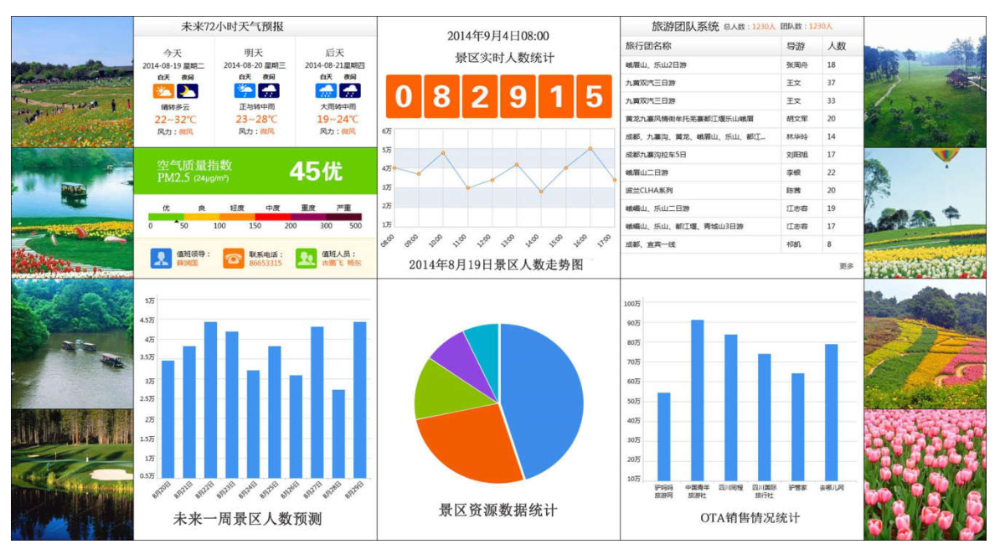 未来72小时天气预报
今天 明天 后天
2014-08-19 星期二 2014-08-20 星期三 2014-08-21星期四
白天 夜间 白天 夜间 白天 夜间
晴转多云 正与转中雨 大雨转中雨
22~32℃ 23~28℃ 19~24℃
风力：微风 风力：微风 风力：微风
空气质量指数
PM2.5 (24μg/m³)
45优
优 良 轻度 中度 重度 严重
0 50 100 150 200 300 500
值班领导： 联系电话： 值班人员：
薛润国 86653315 古鹏飞 杨东
2014年9月4日08:00
景区实时人数统计
082915
6万
5万
4万
3万
2万
1万
08:00 09:00 10:00 11:00 12:00 13:00 14:00 15:00 16:00 17:00
2014年8月19日景区人数走势图
旅游团队系统 总人数：1230人 团队数：1230人
旅行团名称 导游 人数
峨眉山、乐山2日游 张闻舟 18
九黄双汽三日游 王文 37
九黄双汽三日游 王文 33
黄龙九寨风情街牟托羌寨都江堰乐山峨眉 胡文军 20
成都、九寨沟、黄龙、峨眉山、乐山、都江... 林华玲 14
成都九寨沟拉车5日 刘阳旭 17
峨眉山二日游 李银 22
波兰CLHA系列 陈茜 20
峨嵋山、乐山二日游 江志容 19
峨嵋山、乐山、都江堰、青城山3日游 江志容 17
成都、宜宾一线 祁凯 8
更多
5万
4.5万
4万
3.5万
3万
2.5万
2万
1.5万
1万
0.5万
8月20日 8月21日 8月22日 8月23日 8月24日 8月25日 8月26日 8月27日 8月28日 8月29日
未来一周景区人数预测
景区资源数据统计
100万
90万
80万
70万
60万
50万
40万
30万
20万
10万
驴妈妈 中国青年 四川同程 四川国际 驴管家 去哪儿网
旅游网 旅游社 旅行社
OTA销售情况统计